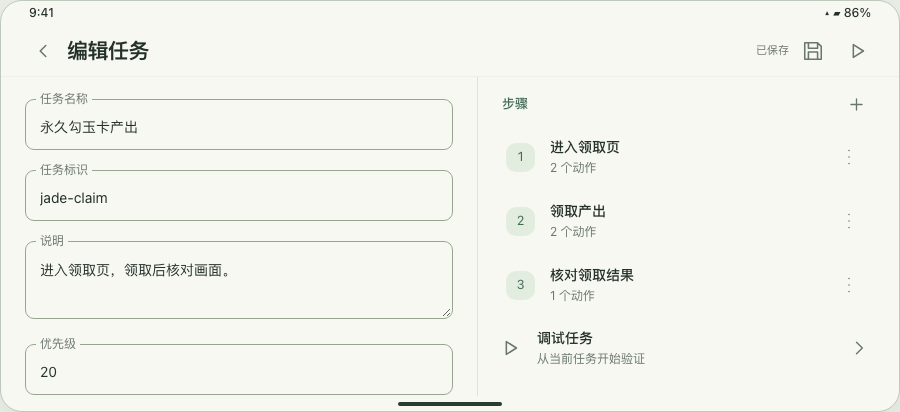 9:41
86%
编辑任务
已保存
任务名称
永久勾玉卡产出
任务标识
jade-claim
说明
进入领取页，领取后核对画面。
优先级
20
步骤
1
进入领取页
2 个动作
2
领取产出
2 个动作
3
核对领取结果
1 个动作
调试任务
从当前任务开始验证